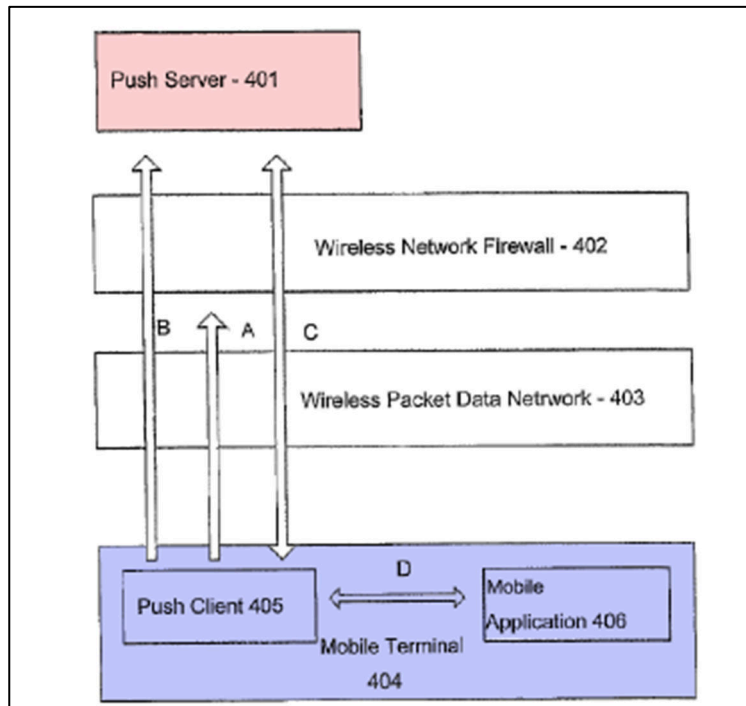 Push Server - 401
Wireless Network Firewall - 402
B
A
C
Wireless Packet Data Netrwork - 403
D
Push Client 405
Mobile
Application 406
Mobile Terminal
404